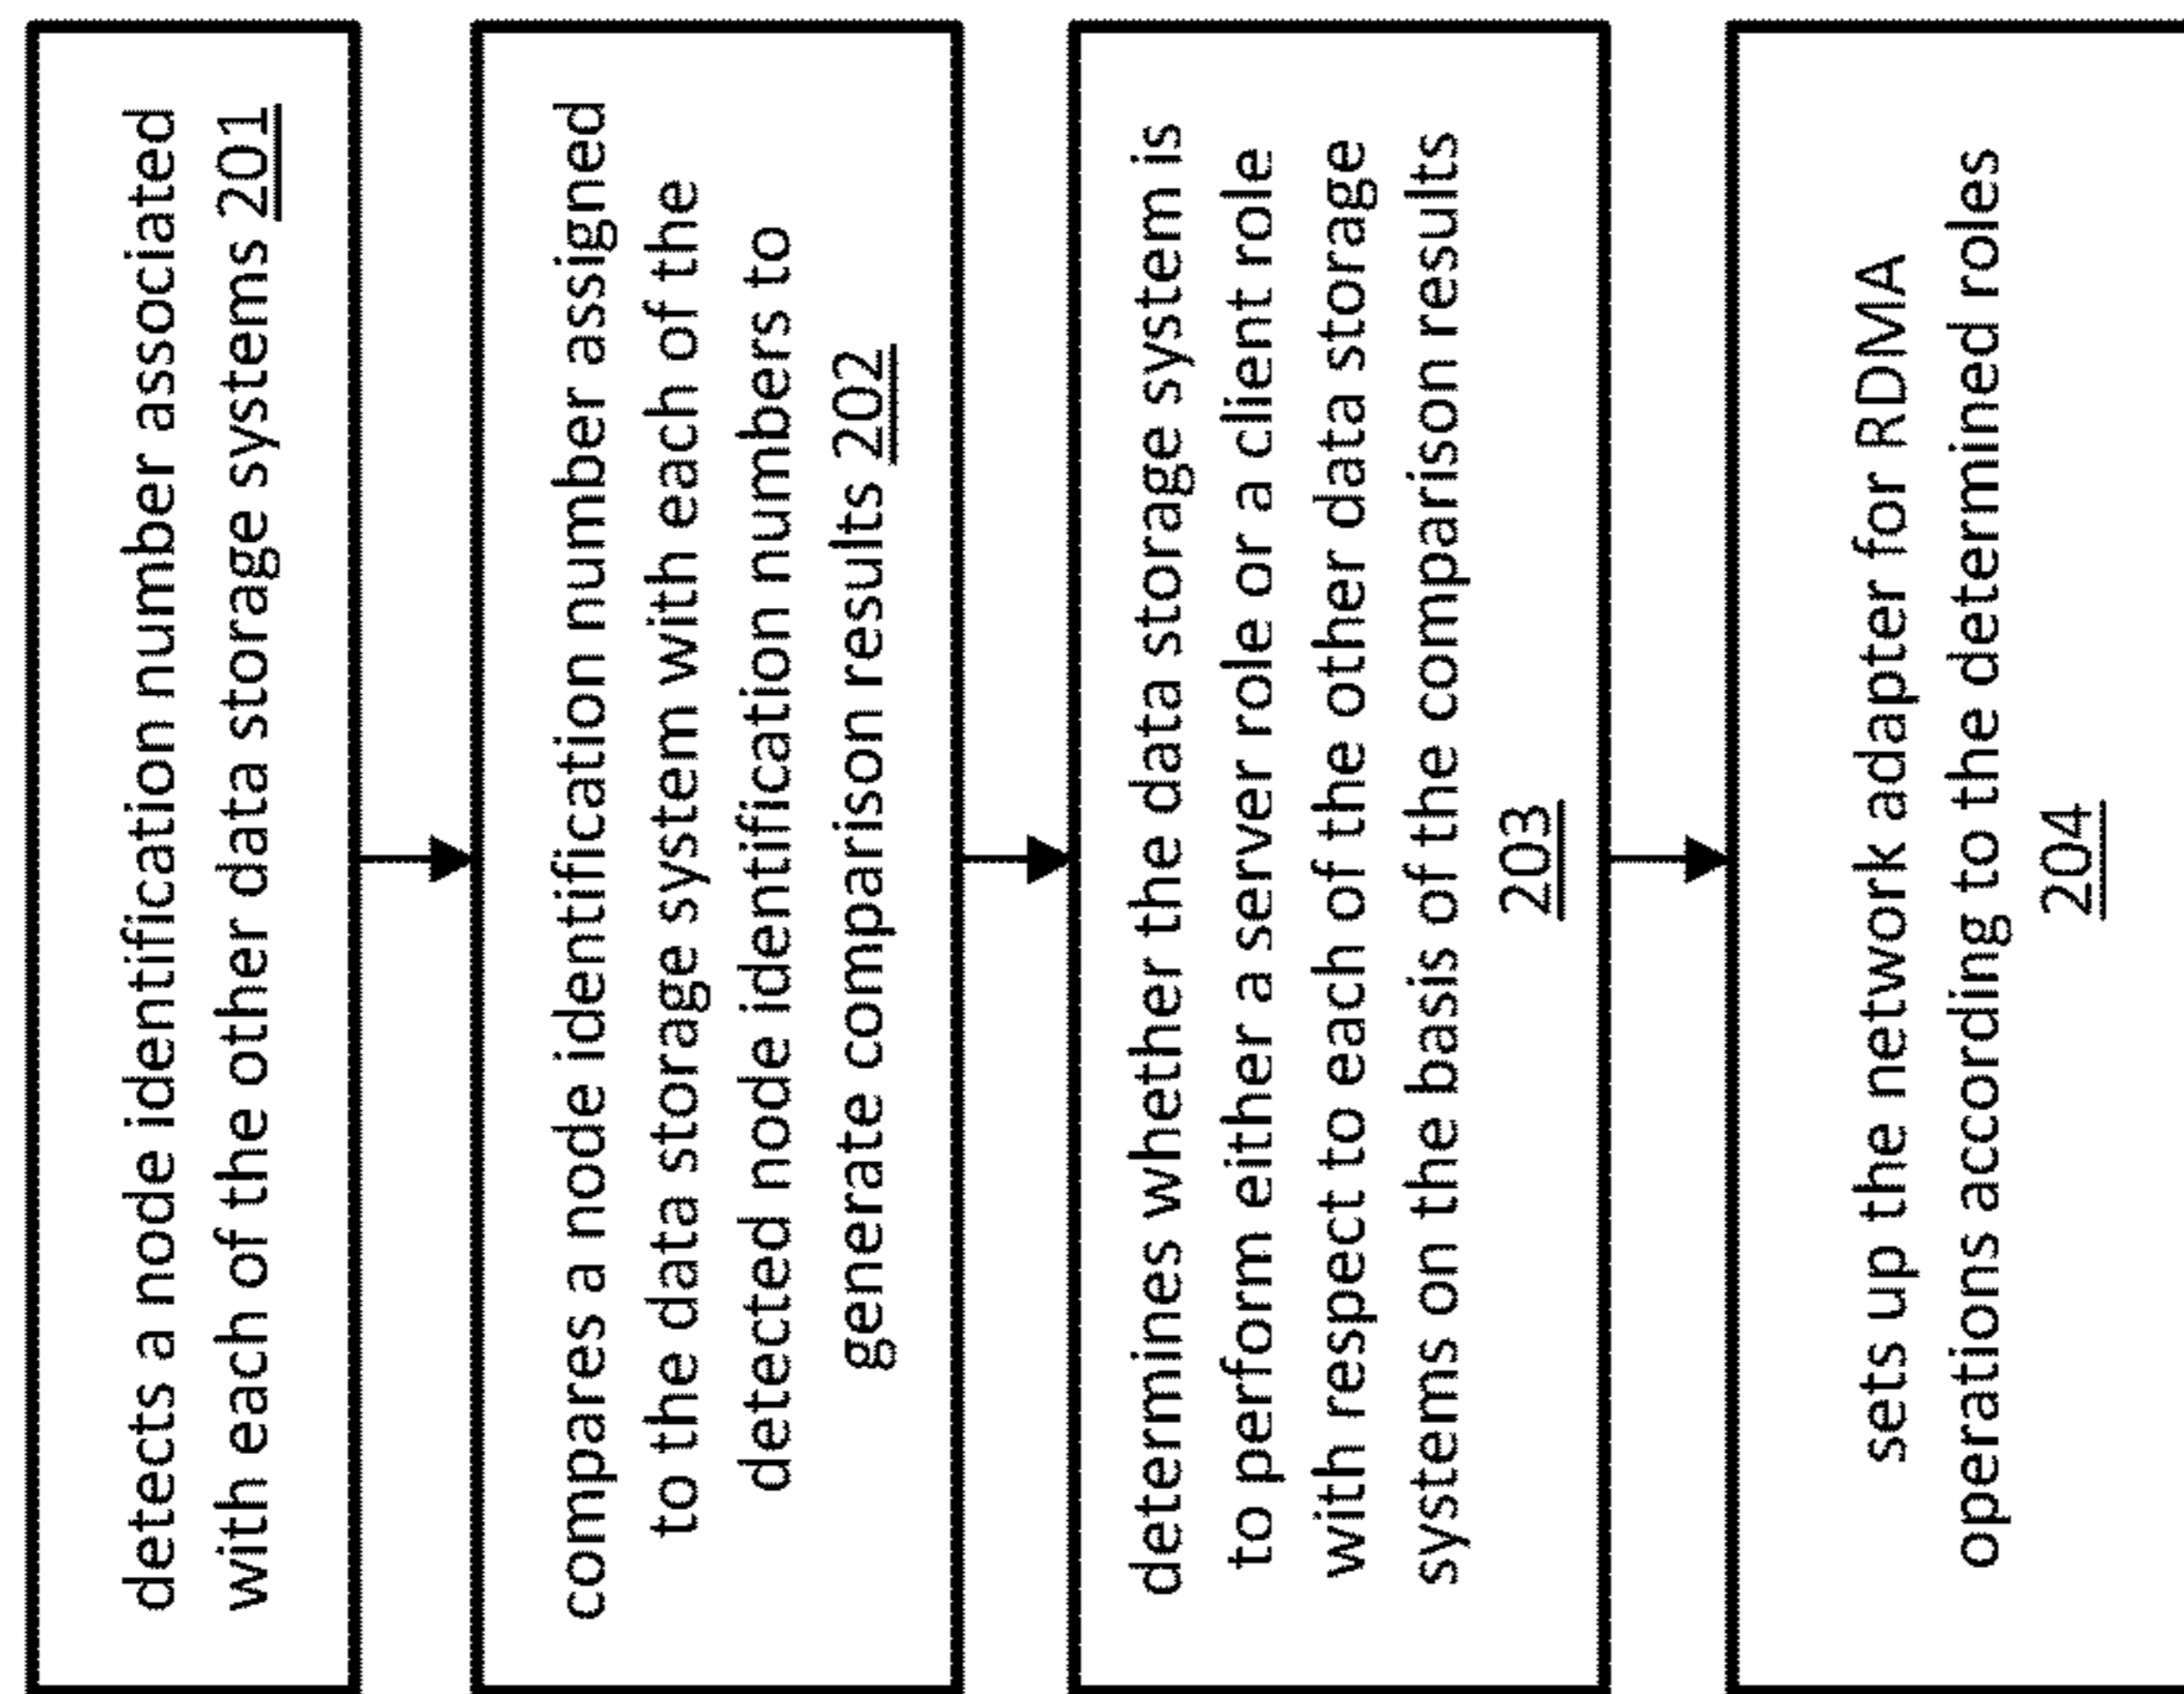 detects a node identification number associated
with each of the other data storage systems 201
compares a node identification number assigned
to the data storage system with each of the
detected node identification numbers to
generate comparison results 202
determines whether the data storage system is
to perform either a server role or a client role
with respect to each of the other data storage
systems on the basis of the comparison results
203
sets up the network adapter for RDMA
operations according to the determined roles
204